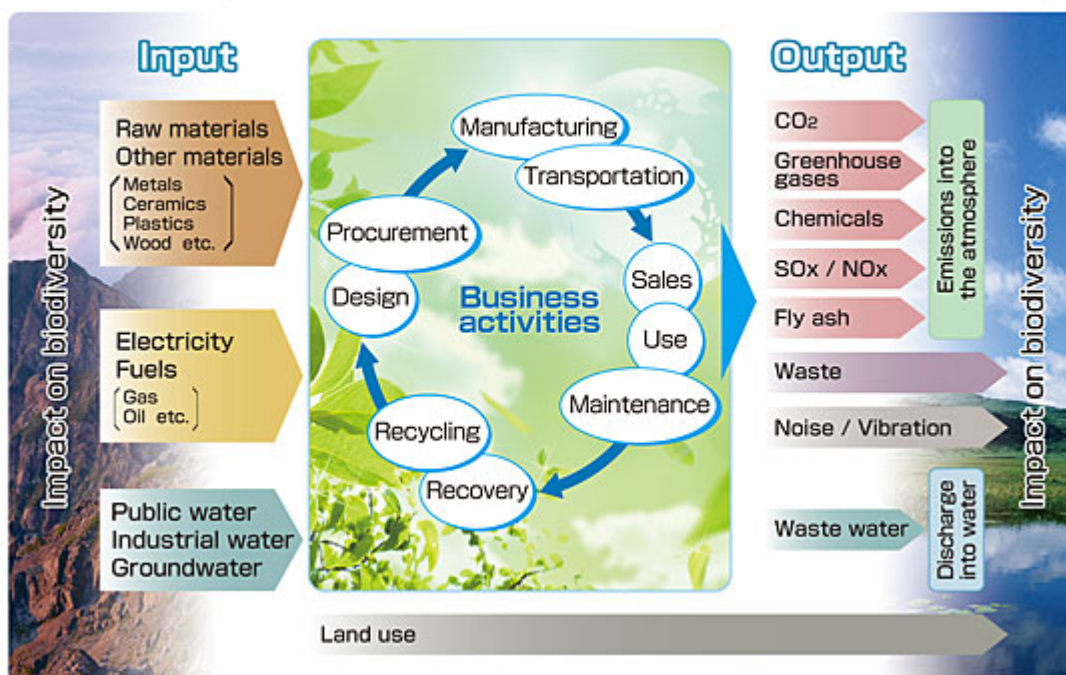 Input
Output
Impact on biodiversity
Raw materials
Other materials
Metals
Ceramics
Plastics
Wood etc.
Electricity
Fuels
Gas
Oil etc.
Public water
Industrial water
Groundwater
Manufacturing
Transportation
Procurement
Design
Business
activities
Sales
Use
Maintenance
Recycling
Recovery
CO₂
Greenhouse
gases
Chemicals
SOx / NOx
Fly ash
Emissions into
the atmosphere
Waste
Noise / Vibration
Waste water
Discharge
into water
Impact on biodiversity
Land use